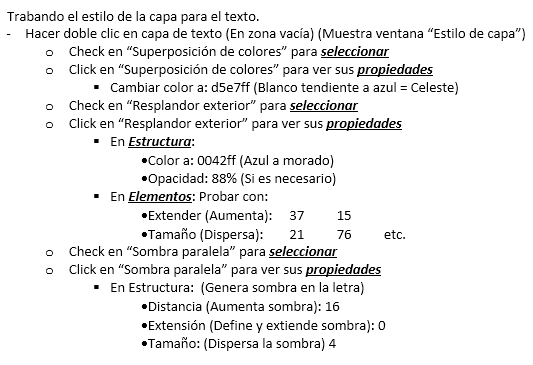 Trabando el estilo de la capa para el texto.
- Hacer doble clic en capa de texto (En zona vacía) (Muestra ventana “Estilo de capa”)
o Check en “Superposición de colores” para seleccionar
o Click en “Superposición de colores” para ver sus propiedades
▪ Cambiar color a: d5e7ff (Blanco tendiente a azul = Celeste)
o Check en “Resplandor exterior” para seleccionar
o Click en “Resplandor exterior” para ver sus propiedades
▪ En Estructura:
•Color a: 0042ff (Azul a morado)
•Opacidad: 88% (Si es necesario)
▪ En Elementos: Probar con:
•Extender (Aumenta): 37 15
•Tamaño (Dispersa): 21 76 etc.
o Check en “Sombra paralela” para seleccionar
o Click en “Sombra paralela” para ver sus propiedades
▪ En Estructura: (Genera sombra en la letra)
•Distancia (Aumenta sombra): 16
•Extensión (Define y extiende sombra): 0
•Tamaño: (Dispersa la sombra) 4